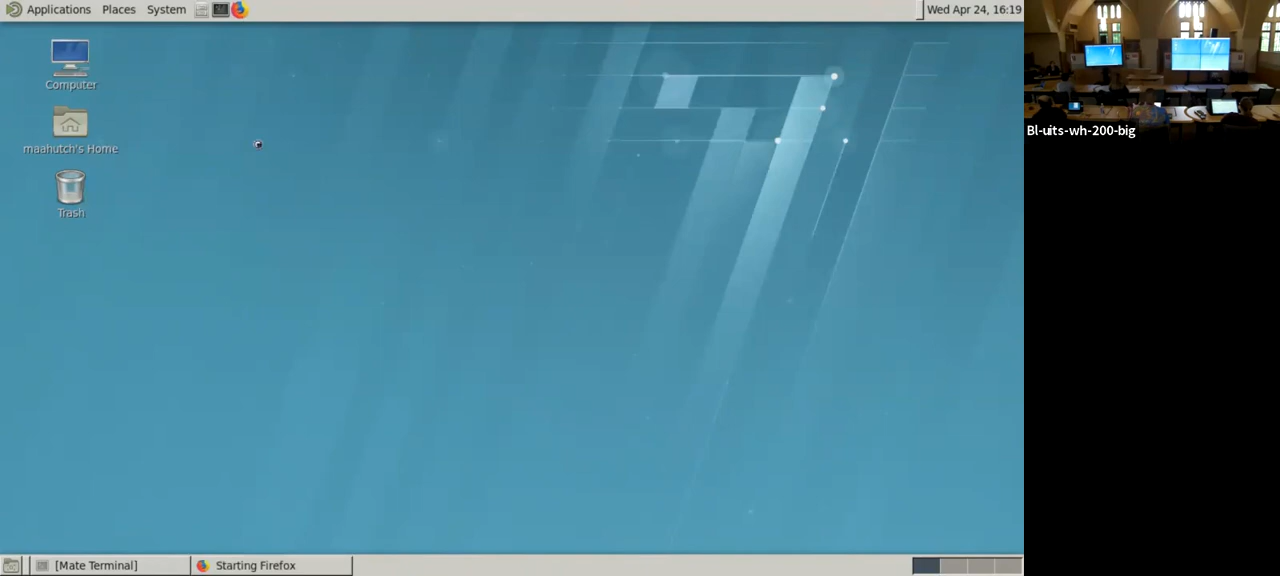 Applications Places System
Wed Apr 24, 16:19
Computer
maahutch's Home
Trash
Bl-uits-wh-200-big
[Mate Terminal]
Starting Firefox